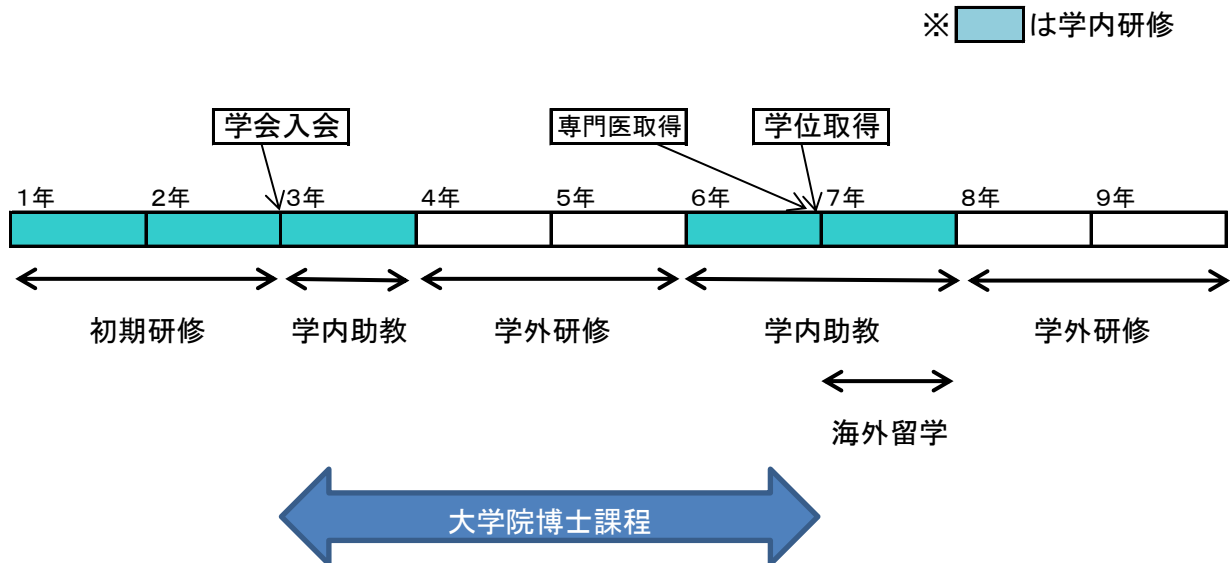 ※ は学内研修
学会入会 専門医取得 学位取得
1年 2年 3年 4年 5年 6年 7年 8年 9年
初期研修 学内助教 学外研修 学内助教 学外研修
海外留学
大学院博士課程